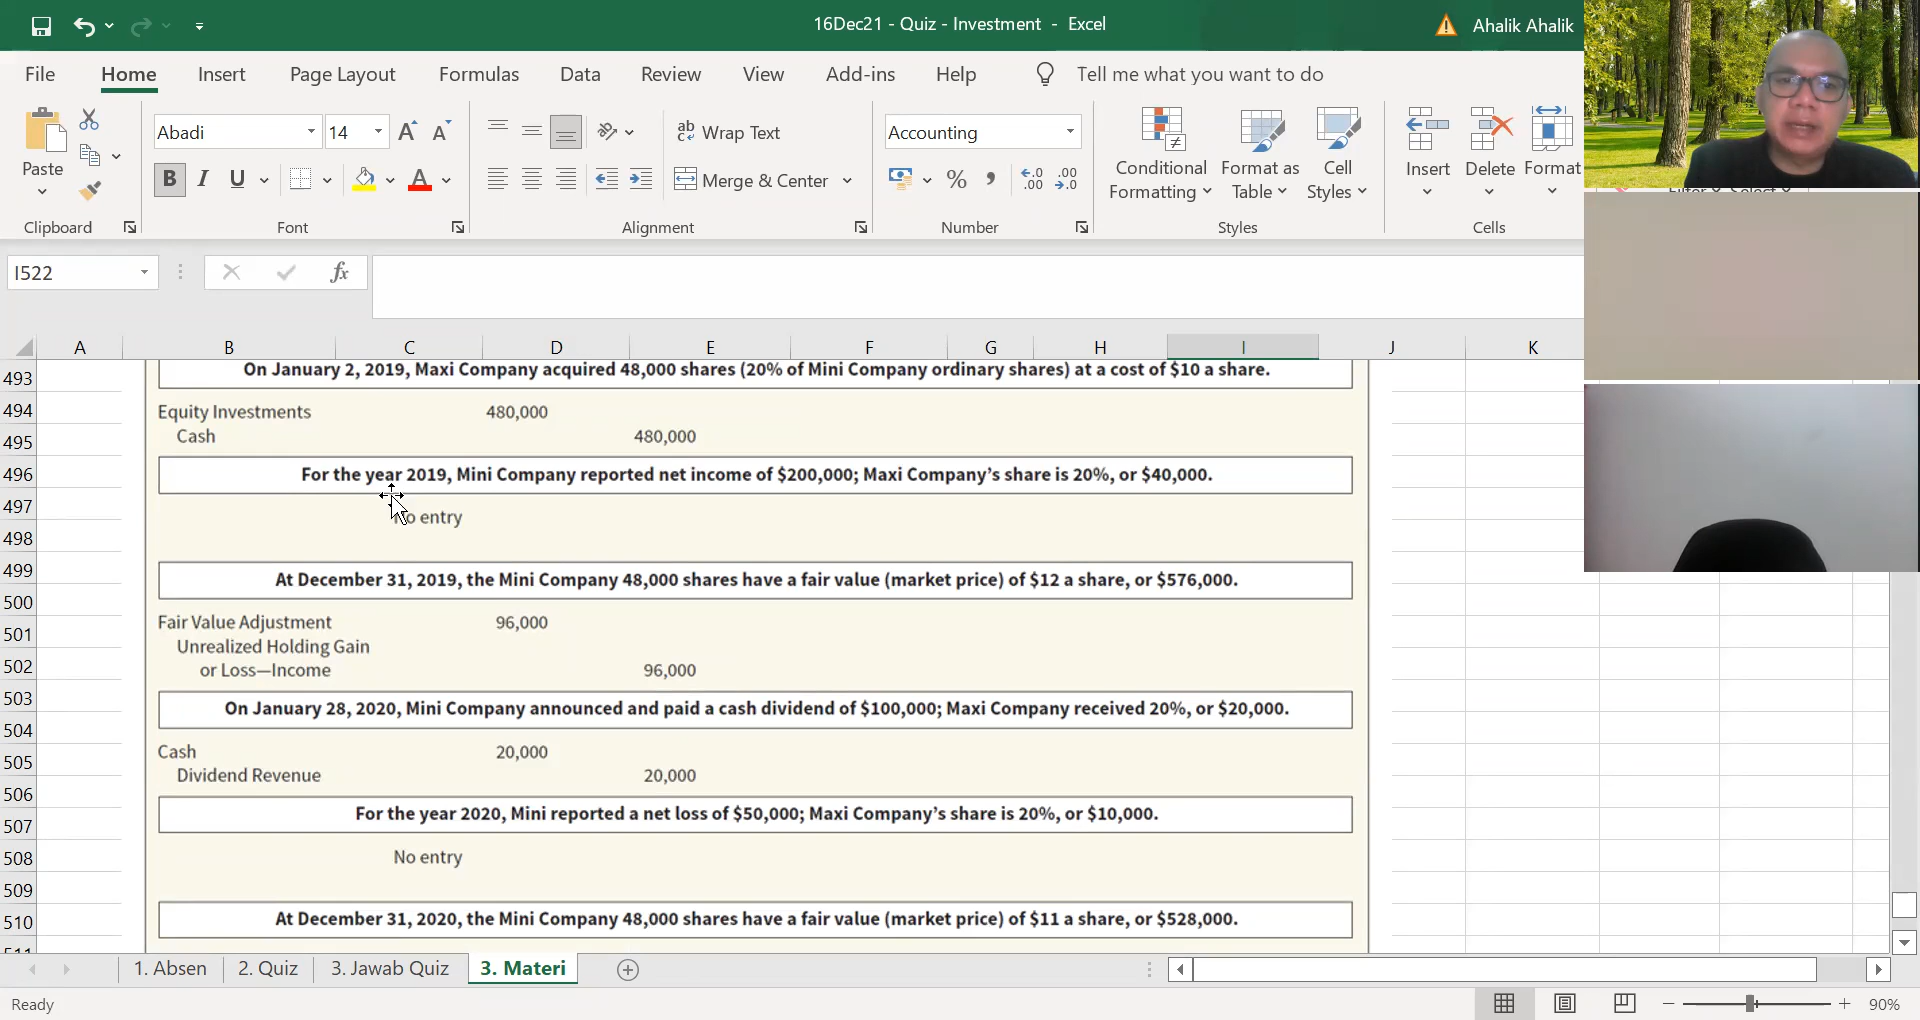 16Dec21 - Quiz - Investment - Excel
Ahalik Ahalik
File Home Insert Page Layout Formulas Data Review View Add-ins Help Tell me what you want to do
Abadi 14
Wrap Text
Accounting
Paste
Merge & Center
Conditional Formatting
Format as Table
Cell Styles
Insert Delete Format
Clipboard Font Alignment Number Styles Cells
I522
fx
A B C D E F G H I J K
493 On January 2, 2019, Maxi Company acquired 48,000 shares (20% of Mini Company ordinary shares) at a cost of $10 a share.
494 Equity Investments 480,000
495 Cash 480,000
496 For the year 2019, Mini Company reported net income of $200,000; Maxi Company's share is 20%, or $40,000.
497 No entry
498
499 At December 31, 2019, the Mini Company 48,000 shares have a fair value (market price) of $12 a share, or $576,000.
500
501 Fair Value Adjustment 96,000
Unrealized Holding Gain
502 or Loss—Income 96,000
503 On January 28, 2020, Mini Company announced and paid a cash dividend of $100,000; Maxi Company received 20%, or $20,000.
504
505 Cash 20,000
506 Dividend Revenue 20,000
507 For the year 2020, Mini reported a net loss of $50,000; Maxi Company's share is 20%, or $10,000.
508 No entry
509
510 At December 31, 2020, the Mini Company 48,000 shares have a fair value (market price) of $11 a share, or $528,000.
1. Absen 2. Quiz 3. Jawab Quiz 3. Materi
Ready
90%